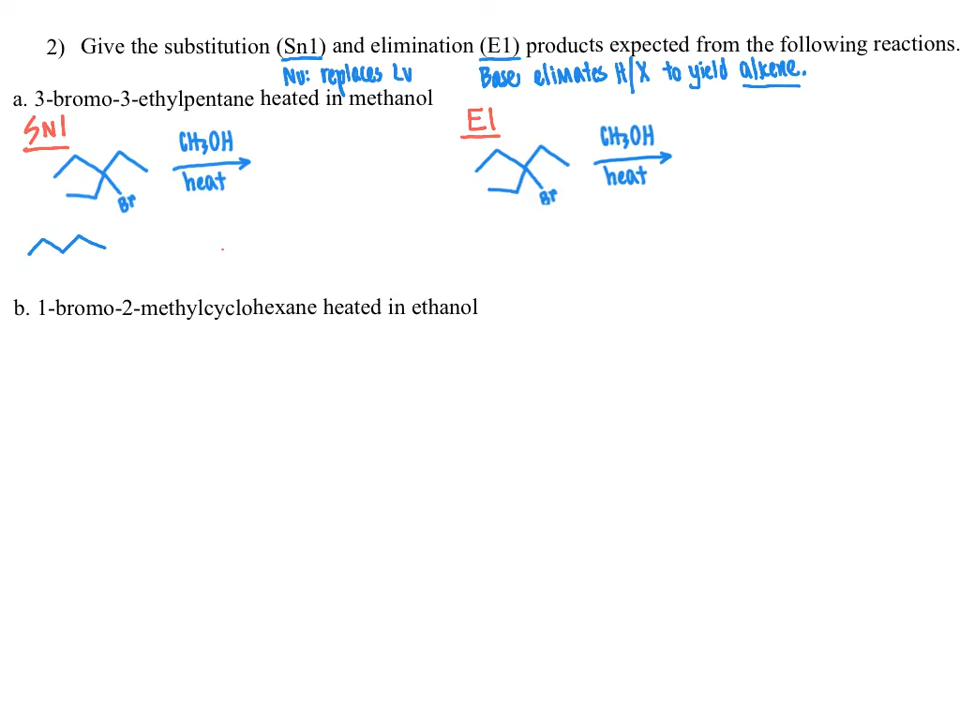 2) Give the substitution (Sn1) and elimination (E1) products expected from the following reactions.
Nu: replaces Lv
Base: elimates H/X to yield alkene.
a. 3-bromo-3-ethylpentane heated in methanol
SN1
CH3OH
heat
Br
E1
CH3OH
heat
Br
b. 1-bromo-2-methylcyclohexane heated in ethanol